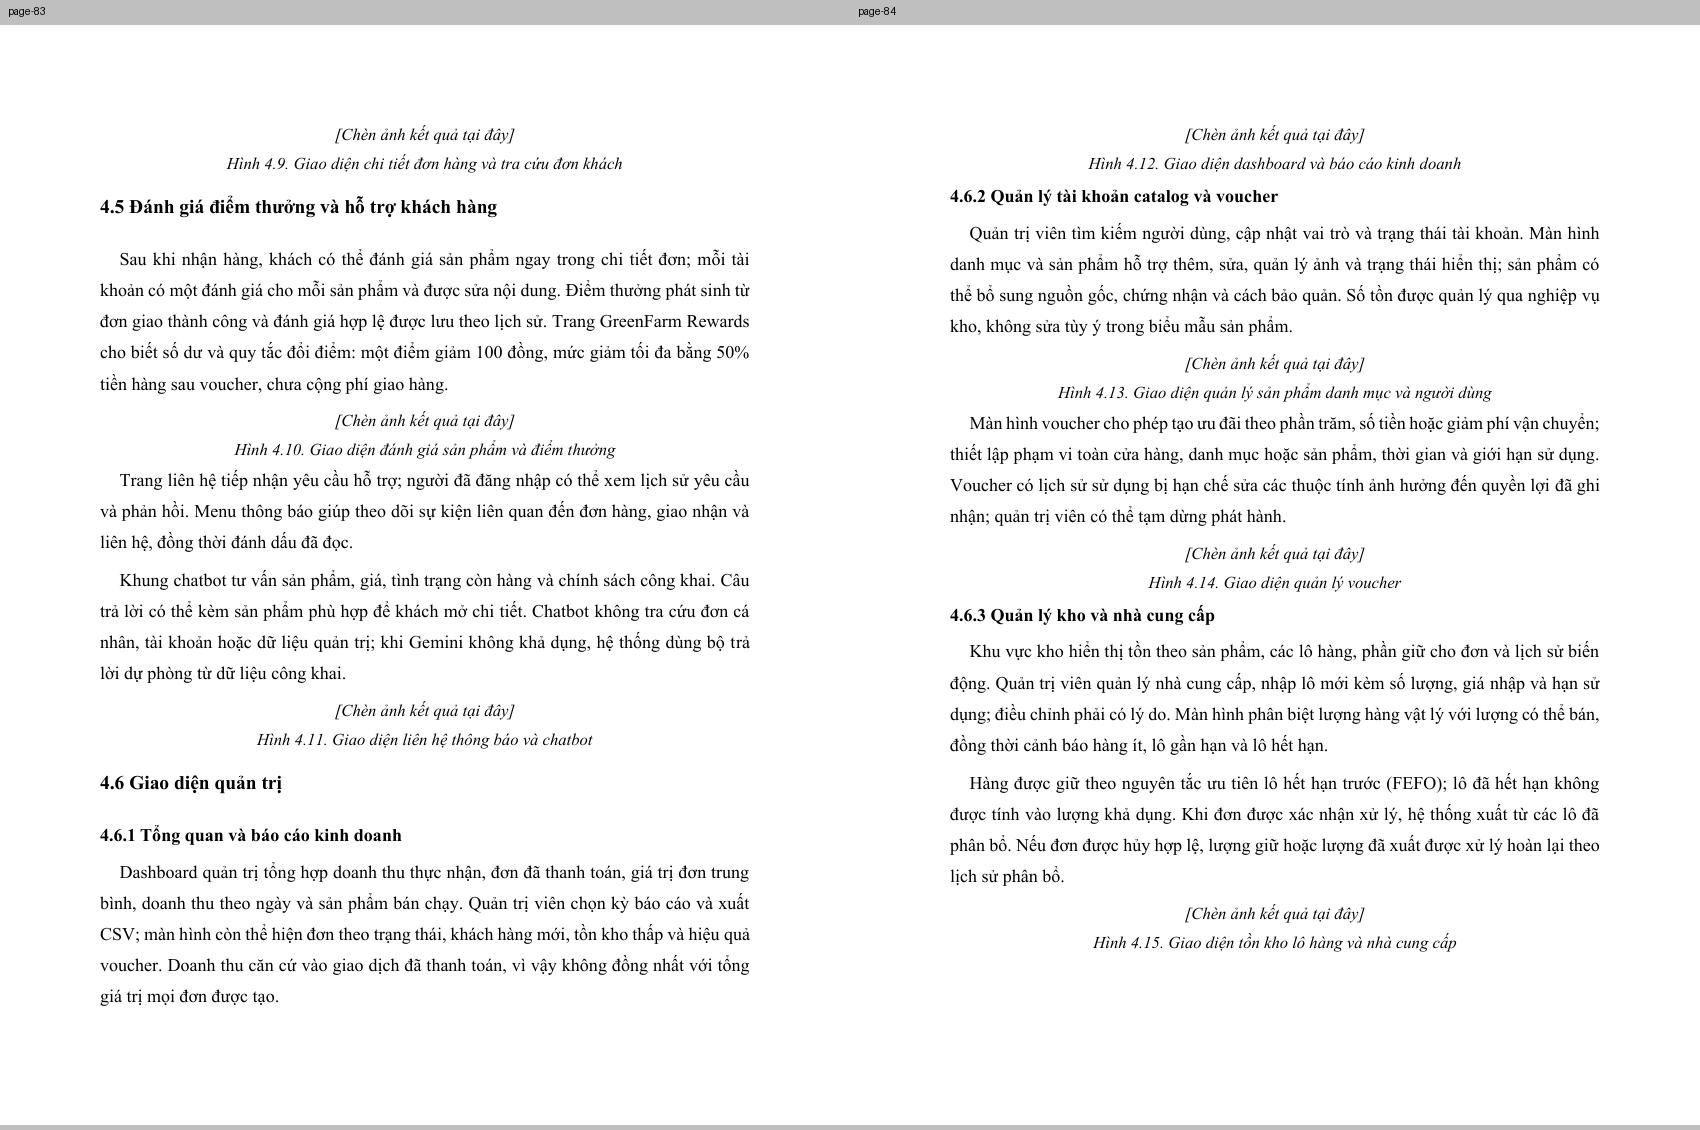 page-83
[Chèn ảnh kết quả tại đây]
Hình 4.9. Giao diện chi tiết đơn hàng và tra cứu đơn khách
4.5 Đánh giá điểm thưởng và hỗ trợ khách hàng
Sau khi nhận hàng, khách có thể đánh giá sản phẩm ngay trong chi tiết đơn; mỗi tài
khoản có một đánh giá cho mỗi sản phẩm và được sửa nội dung. Điểm thưởng phát sinh từ
đơn giao thành công và đánh giá hợp lệ được lưu theo lịch sử. Trang GreenFarm Rewards
cho biết số dư và quy tắc đổi điểm: một điểm giảm 100 đồng, mức giảm tối đa bằng 50%
tiền hàng sau voucher, chưa cộng phí giao hàng.
[Chèn ảnh kết quả tại đây]
Hình 4.10. Giao diện đánh giá sản phẩm và điểm thưởng
Trang liên hệ tiếp nhận yêu cầu hỗ trợ; người đã đăng nhập có thể xem lịch sử yêu cầu
và phản hồi. Menu thông báo giúp theo dõi sự kiện liên quan đến đơn hàng, giao nhận và
liên hệ, đồng thời đánh dấu đã đọc.
Khung chatbot tư vấn sản phẩm, giá, tình trạng còn hàng và chính sách công khai. Câu
trả lời có thể kèm sản phẩm phù hợp để khách mở chi tiết. Chatbot không tra cứu đơn cá
nhân, tài khoản hoặc dữ liệu quản trị; khi Gemini không khả dụng, hệ thống dùng bộ trả
lời dự phòng từ dữ liệu công khai.
[Chèn ảnh kết quả tại đây]
Hình 4.11. Giao diện liên hệ thông báo và chatbot
4.6 Giao diện quản trị
4.6.1 Tổng quan và báo cáo kinh doanh
Dashboard quản trị tổng hợp doanh thu thực nhận, đơn đã thanh toán, giá trị đơn trung
bình, doanh thu theo ngày và sản phẩm bán chạy. Quản trị viên chọn kỳ báo cáo và xuất
CSV; màn hình còn thể hiện đơn theo trạng thái, khách hàng mới, tồn kho thấp và hiệu quả
voucher. Doanh thu căn cứ vào giao dịch đã thanh toán, vì vậy không đồng nhất với tổng
giá trị mọi đơn được tạo.
page-84
[Chèn ảnh kết quả tại đây]
Hình 4.12. Giao diện dashboard và báo cáo kinh doanh
4.6.2 Quản lý tài khoản catalog và voucher
Quản trị viên tìm kiếm người dùng, cập nhật vai trò và trạng thái tài khoản. Màn hình
danh mục và sản phẩm hỗ trợ thêm, sửa, quản lý ảnh và trạng thái hiển thị; sản phẩm có
thể bổ sung nguồn gốc, chứng nhận và cách bảo quản. Số tồn được quản lý qua nghiệp vụ
kho, không sửa tùy ý trong biểu mẫu sản phẩm.
[Chèn ảnh kết quả tại đây]
Hình 4.13. Giao diện quản lý sản phẩm danh mục và người dùng
Màn hình voucher cho phép tạo ưu đãi theo phần trăm, số tiền hoặc giảm phí vận chuyển;
thiết lập phạm vi toàn cửa hàng, danh mục hoặc sản phẩm, thời gian và giới hạn sử dụng.
Voucher có lịch sử sử dụng bị hạn chế sửa các thuộc tính ảnh hưởng đến quyền lợi đã ghi
nhận; quản trị viên có thể tạm dừng phát hành.
[Chèn ảnh kết quả tại đây]
Hình 4.14. Giao diện quản lý voucher
4.6.3 Quản lý kho và nhà cung cấp
Khu vực kho hiển thị tồn theo sản phẩm, các lô hàng, phần giữ cho đơn và lịch sử biến
động. Quản trị viên quản lý nhà cung cấp, nhập lô mới kèm số lượng, giá nhập và hạn sử
dụng; điều chỉnh phải có lý do. Màn hình phân biệt lượng hàng vật lý với lượng có thể bán,
đồng thời cảnh báo hàng ít, lô gần hạn và lô hết hạn.
Hàng được giữ theo nguyên tắc ưu tiên lô hết hạn trước (FEFO); lô đã hết hạn không
được tính vào lượng khả dụng. Khi đơn được xác nhận xử lý, hệ thống xuất từ các lô đã
phân bổ. Nếu đơn được hủy hợp lệ, lượng giữ hoặc lượng đã xuất được xử lý hoàn lại theo
lịch sử phân bổ.
[Chèn ảnh kết quả tại đây]
Hình 4.15. Giao diện tồn kho lô hàng và nhà cung cấp